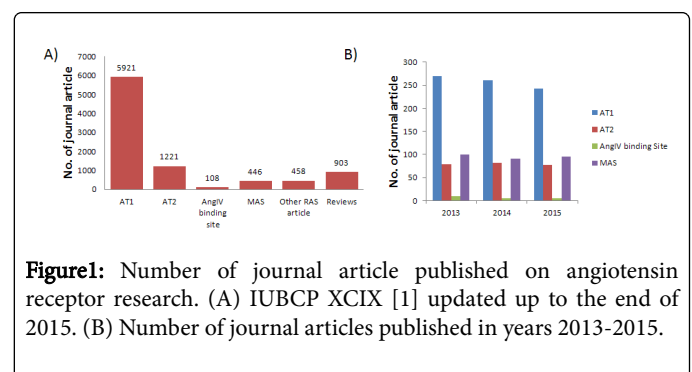 A)
No. of journal article
7000
6000
5000
4000
3000
2000
1000
0
5921
1221
108
446
458
903
AT1
AT2
AngIV
binding
site
MAS
Other RAS
article
Reviews
B)
No. of journal article
300
250
200
150
100
50
0
2013
2014
2015
AT1
AT2
AngIV binding Site
MAS
Figure1: Number of journal article published on angiotensin
receptor research. (A) IUBCP XCIX [1] updated up to the end of
2015. (B) Number of journal articles published in years 2013-2015.